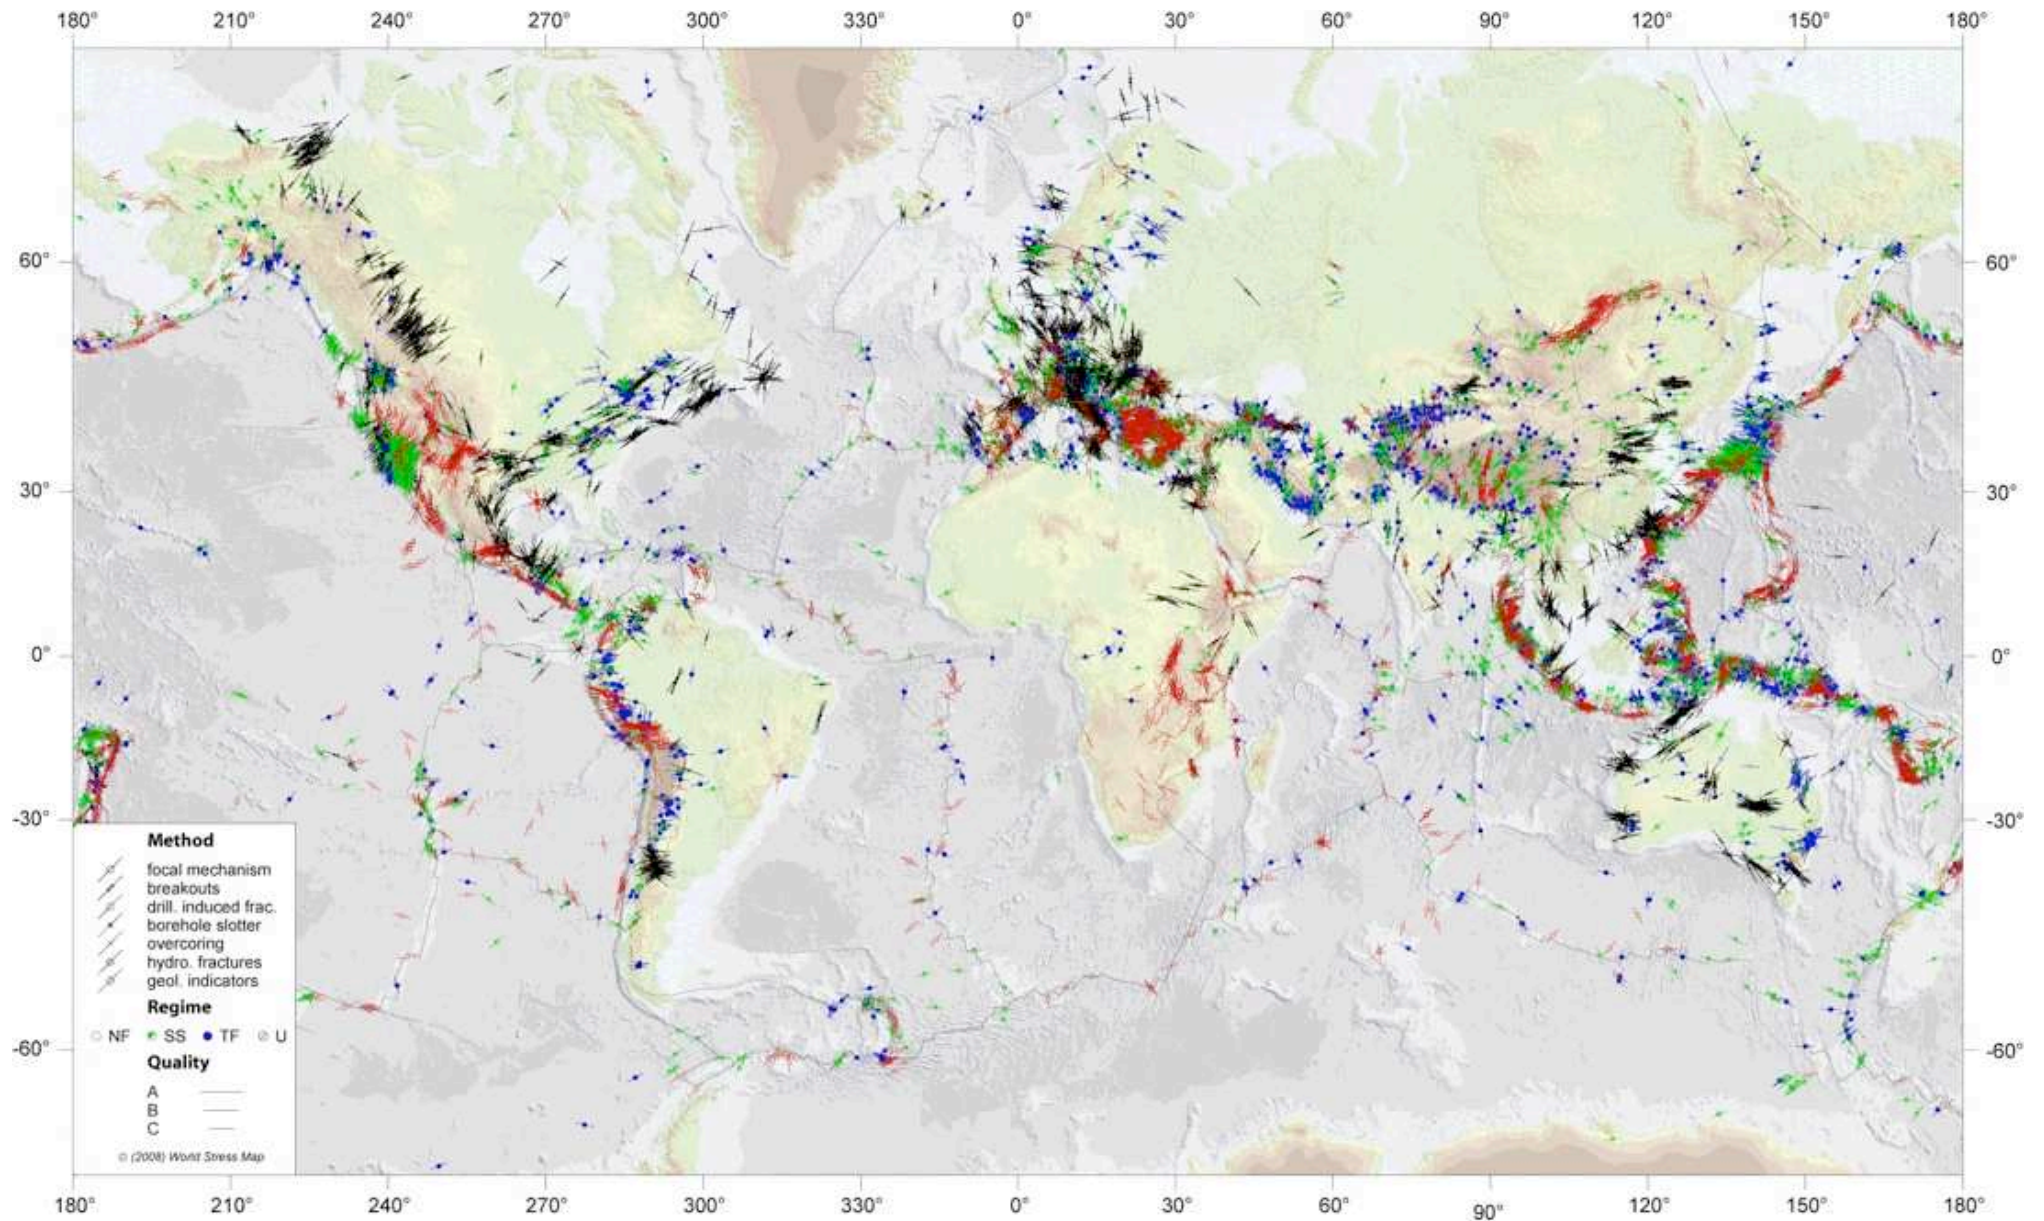 180° 210° 240° 270° 300° 330° 0° 30° 60° 90° 120° 150° 180°
60° 60°
30° 30°
0° 0°
-30° -30°
Method
focal mechanism
breakouts
drill. induced frac.
borehole slotter
overcoring
hydro. fractures
geol. indicators
Regime
NF SS TF U
-60° -60°
Quality
A
B
C
© (2008) World Stress Map
180° 210° 240° 270° 300° 330° 0° 30° 60° 90° 120° 150° 180°